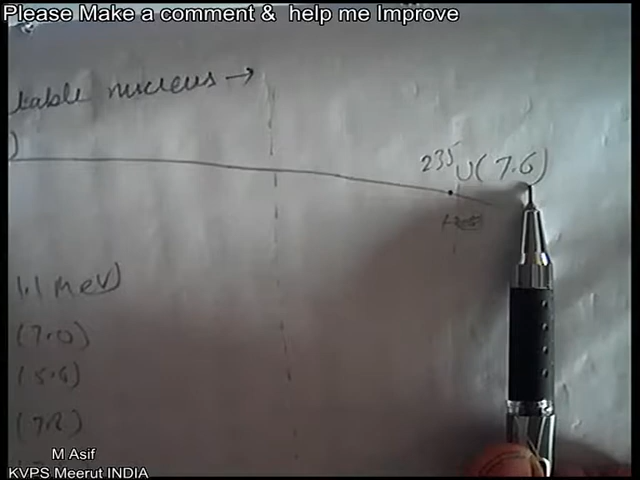 Please Make a comment & help me Improve
table nucleus →
)
235U(7.6)
1.1 MeV)
(7.0)
(5.6)
(7.2)
M Asif
KVPS Meerut INDIA